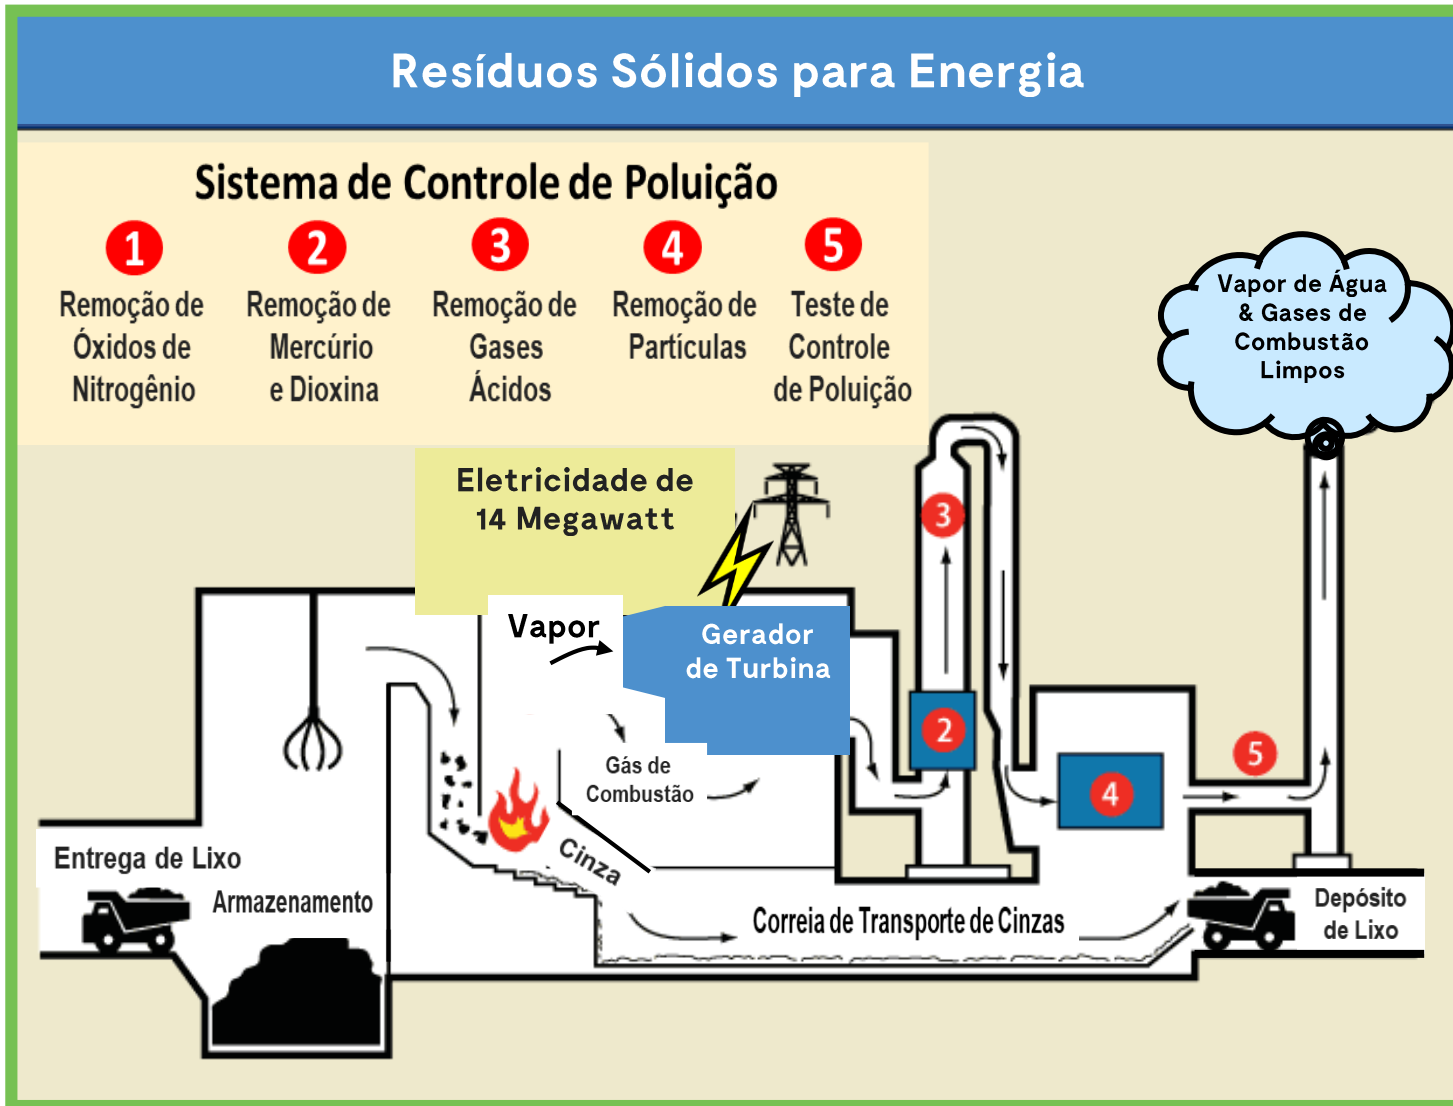 Resíduos Sólidos para Energia
Sistema de Controle de Poluição
1
Remoção de
Óxidos de
Nitrogênio
2
Remoção de
Mercúrio
e Dioxina
3
Remoção de
Gases
Ácidos
4
Remoção de
Partículas
5
Teste de
Controle
de Poluição
Vapor de Água
& Gases de
Combustão
Limpos
Eletricidade de
14 Megawatt
3
Vapor
Gerador
de Turbina
2
5
Gás de
Combustão
4
Cinza
Entrega de Lixo
Armazenamento
Correia de Transporte de Cinzas
Depósito
de Lixo